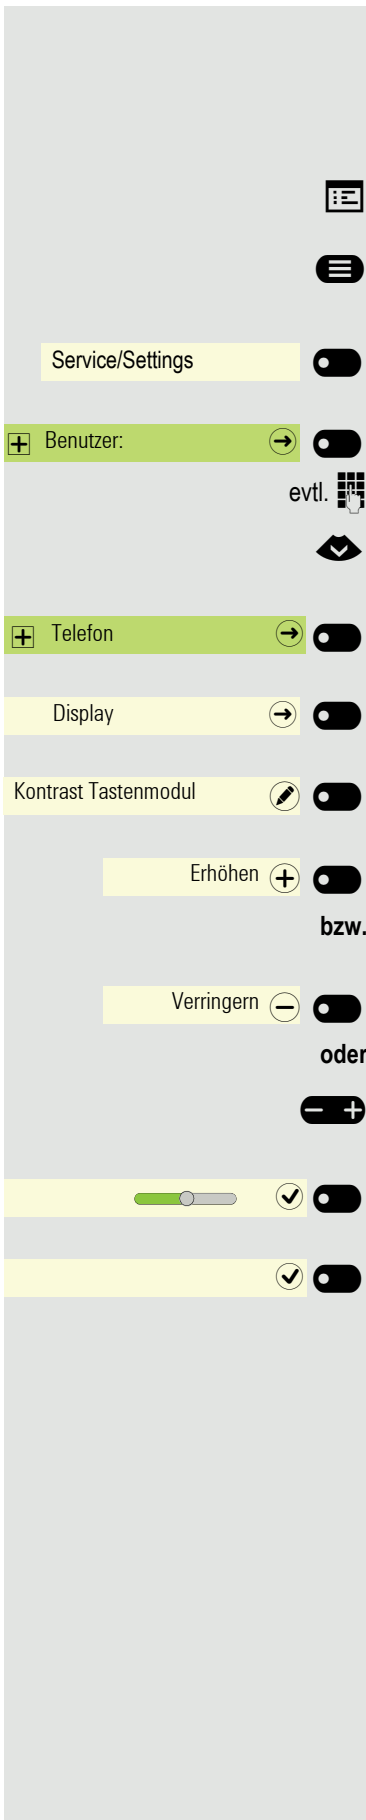 Service/Settings
Benutzer:
evtl.
Telefon
Display
Kontrast Tastenmodul
Erhöhen
bzw.
Verringern
oder